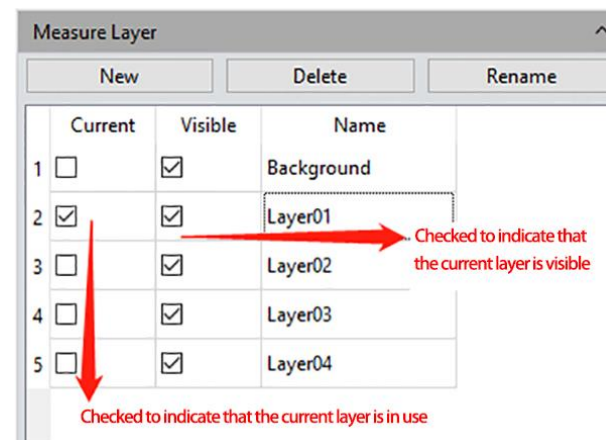 Measure Layer
New Delete Rename
Current Visible Name
1 Background
2 Layer01
Checked to indicate that
the current layer is visible
3 Layer02
4 Layer03
5 Layer04
Checked to indicate that the current layer is in use